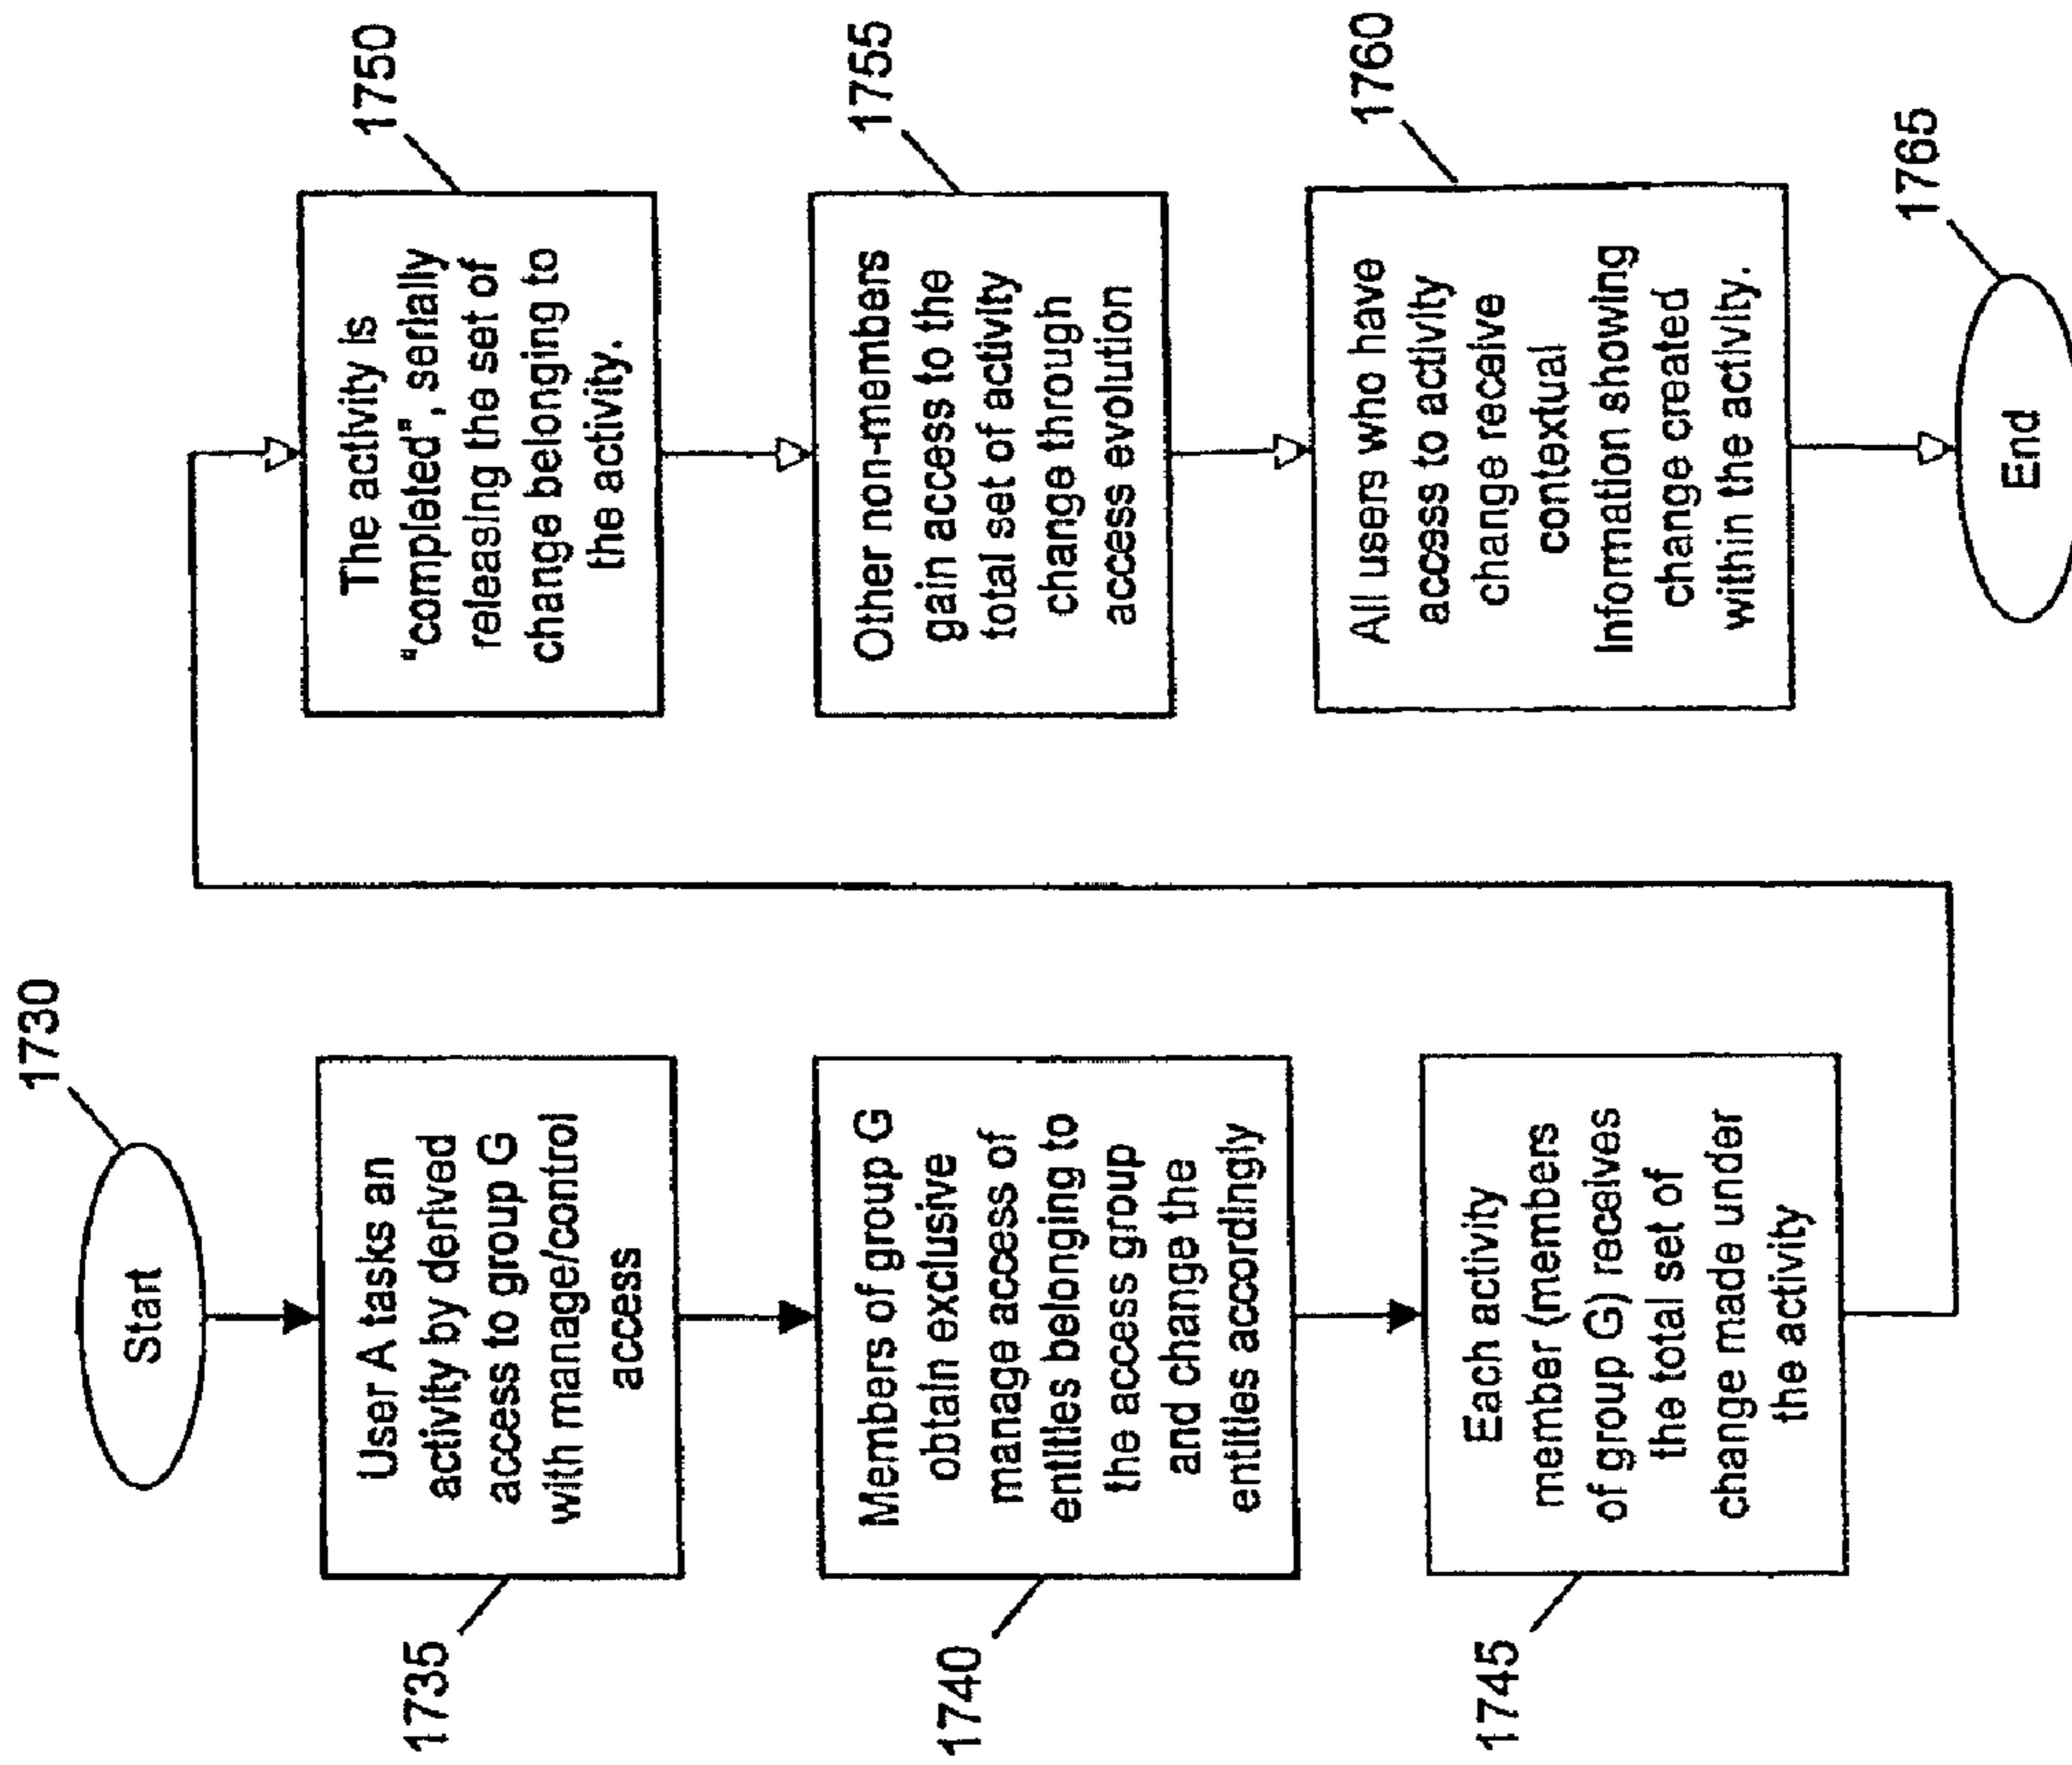 1730
Start
1735
User A tasks an
activity by derived
access to group G
with manage/control
access
1740
Members of group G
obtain exclusive
manage access of
entities belonging to
the access group
and change the
entities accordingly
1745
Each activity
member (members
of group G) receives
the total set of
change made under
the activity
1750
The activity is
"completed", serially
releasing the set of
change belonging to
the activity.
1755
Other non-members
gain access to the
total set of activity
change through
access evolution
1760
All users who have
access to activity
change receive
contextual
Information showing
change created
within the activity.
1765
End